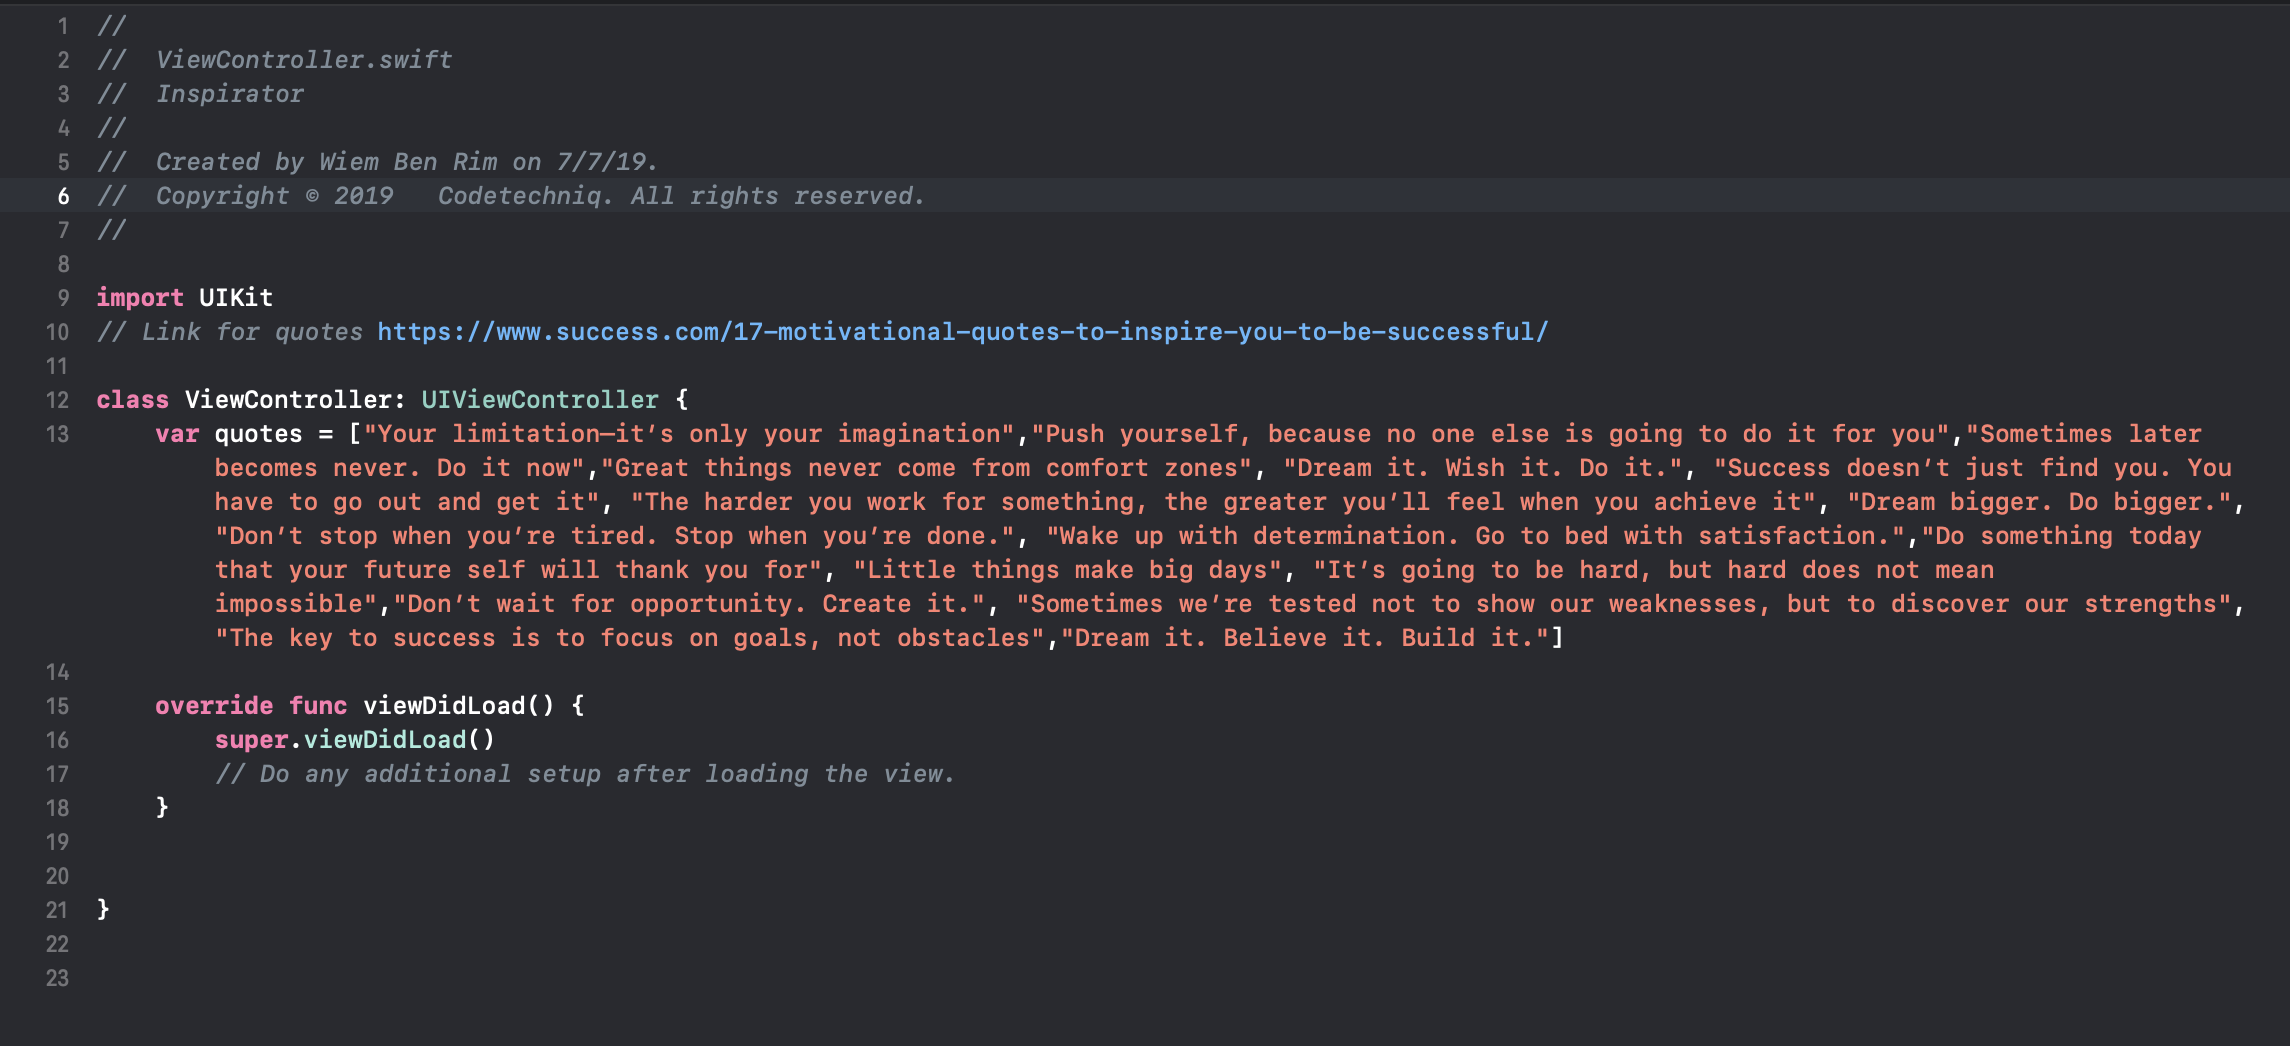 1 //
2 //  ViewController.swift
3 //  Inspirator
4 //
5 //  Created by Wiem Ben Rim on 7/7/19.
6 //  Copyright © 2019   Codetechniq. All rights reserved.
7 //
8
9 import UIKit
10 // Link for quotes https://www.success.com/17-motivational-quotes-to-inspire-you-to-be-successful/
11
12 class ViewController: UIViewController {
13     var quotes = ["Your limitation—it’s only your imagination","Push yourself, because no one else is going to do it for you","Sometimes later
        becomes never. Do it now","Great things never come from comfort zones", "Dream it. Wish it. Do it.", "Success doesn’t just find you. You
        have to go out and get it", "The harder you work for something, the greater you’ll feel when you achieve it", "Dream bigger. Do bigger.",
        "Don’t stop when you’re tired. Stop when you’re done.", "Wake up with determination. Go to bed with satisfaction.","Do something today
        that your future self will thank you for", "Little things make big days", "It’s going to be hard, but hard does not mean
        impossible","Don’t wait for opportunity. Create it.", "Sometimes we’re tested not to show our weaknesses, but to discover our strengths",
        "The key to success is to focus on goals, not obstacles","Dream it. Believe it. Build it."]
14
15     override func viewDidLoad() {
16         super.viewDidLoad()
17         // Do any additional setup after loading the view.
18     }
19
20
21 }
22
23